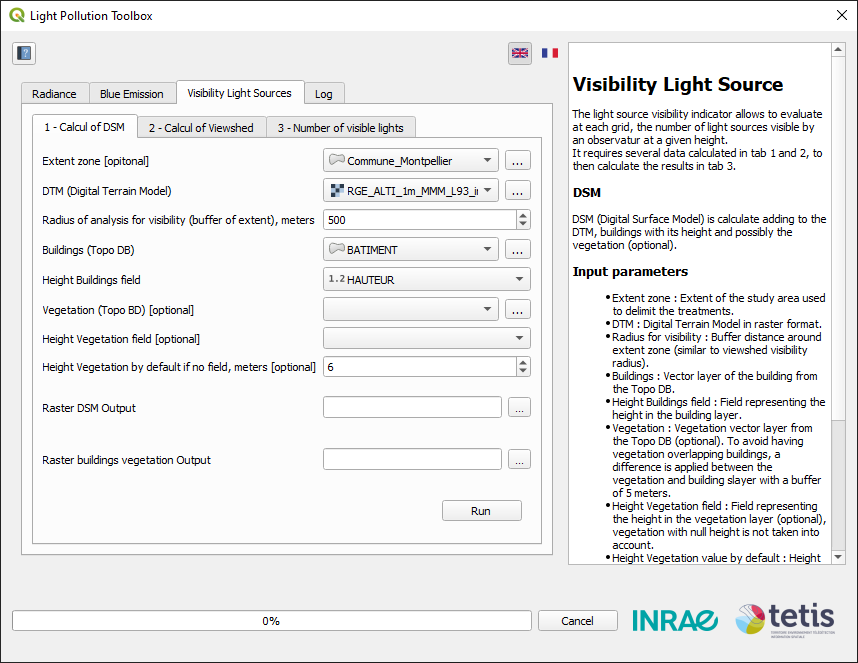 Light Pollution Toolbox
Radiance
Blue Emission
Visibility Light Sources
Log
1 - Calcul of DSM
2 - Calcul of Viewshed
3 - Number of visible lights
Extent zone [opitonal]
Commune_Montpellier
...
DTM (Digital Terrain Model)
RGE_ALTI_1m_MMM_L93_ir
...
Radius of analysis for visibility (buffer of extent), meters
500
Buildings (Topo DB)
BATIMENT
...
Height Buildings field
1.2 HAUTEUR
Vegetation (Topo BD) [optional]
...
Height Vegetation field [optional]
Height Vegetation by default if no field, meters [optional]
6
Raster DSM Output
...
Raster buildings vegetation Output
...
Run
Visibility Light Source
The light source visibility indicator allows to evaluate
at each grid, the number of light sources visible by
an observatur at a given height.
It requires several data calculated in tab 1 and 2, to
then calculate the results in tab 3.
DSM
DSM (Digital Surface Model) is calculate adding to the
DTM, buildings with its height and possibly the
vegetation (optional).
Input parameters
• Extent zone : Extent of the study area used
to delimit the treatments.
• DTM : Digital Terrain Model in raster format.
• Radius for visibility : Buffer distance around
extent zone (similar to viewshed visibility
radius).
• Buildings : Vector layer of the building from
the Topo DB.
• Height Buildings field : Field representing the
height in the building layer.
• Vegetation : Vegetation vector layer from
the Topo DB (optional). To avoid having
vegetation overlapping buildings, a
difference is applied between the
vegetation and building slayer with a buffer
of 5 meters.
• Height Vegetation field : Field representing
the height in the vegetation layer (optional),
vegetation with null height is not taken into
account.
• Height Vegetation value by default : Height
0%
Cancel
INRAE
tetis